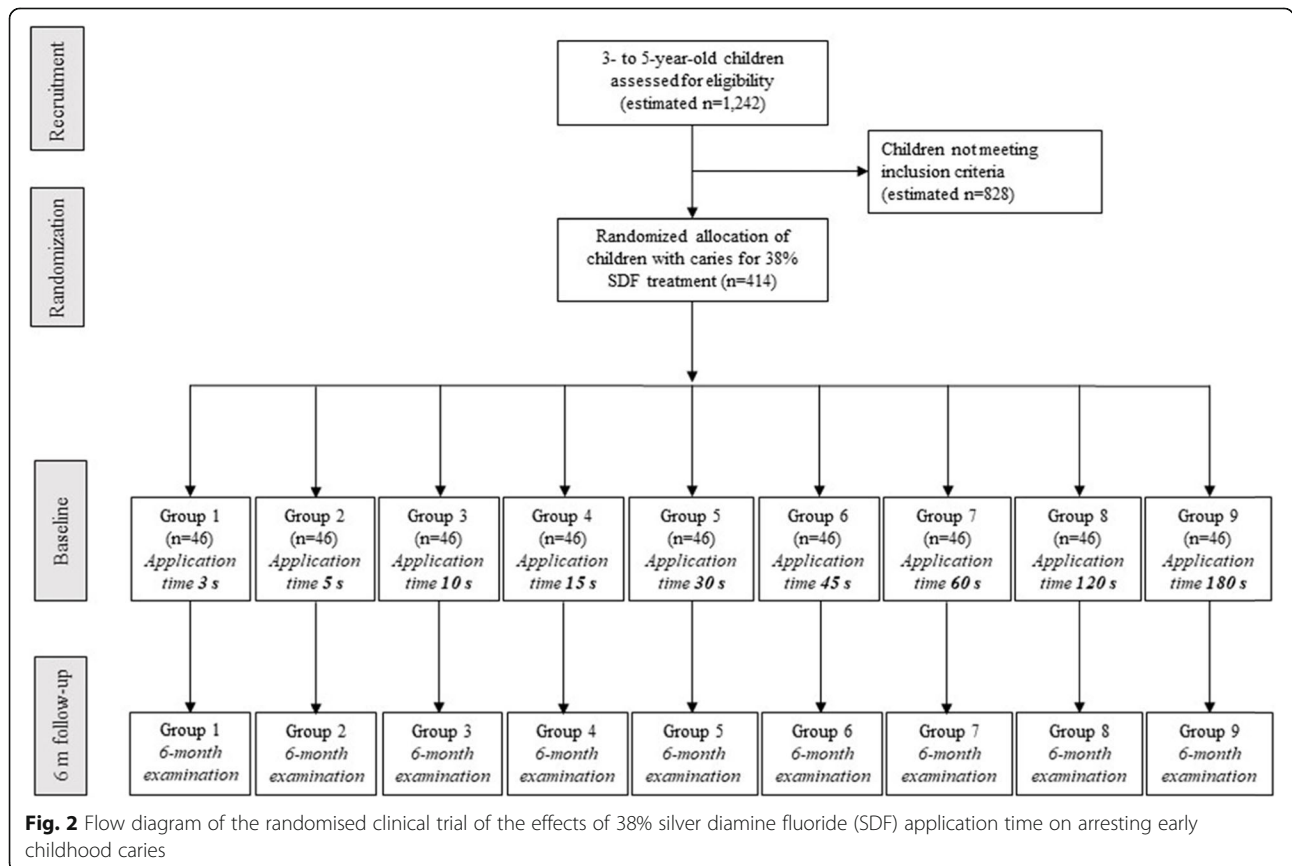 Recruitment
3- to 5-year-old children
assessed for eligibility
(estimated n=1,242)
Children not meeting
inclusion criteria
(estimated n=828)
Randomization
Randomized allocation of
children with caries for 38%
SDF treatment (n=414)
Baseline
Group 1
(n=46)
Application
time 3 s
Group 2
(n=46)
Application
time 5 s
Group 3
(n=46)
Application
time 10 s
Group 4
(n=46)
Application
time 15 s
Group 5
(n=46)
Application
time 30 s
Group 6
(n=46)
Application
time 45 s
Group 7
(n=46)
Application
time 60 s
Group 8
(n=46)
Application
time 120 s
Group 9
(n=46)
Application
time 180 s
6 m follow-up
Group 1
6-month
examination
Group 2
6-month
examination
Group 3
6-month
examination
Group 4
6-month
examination
Group 5
6-month
examination
Group 6
6-month
examination
Group 7
6-month
examination
Group 8
6-month
examination
Group 9
6-month
examination
Fig. 2 Flow diagram of the randomised clinical trial of the effects of 38% silver diamine fluoride (SDF) application time on arresting early
childhood caries